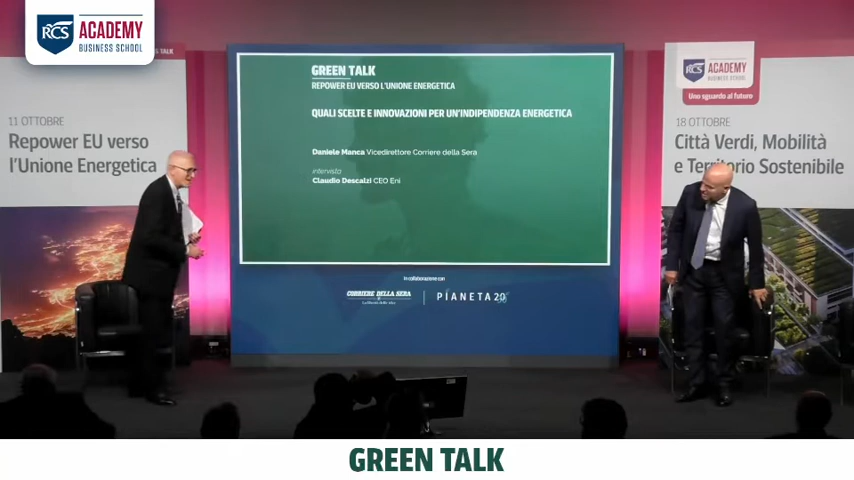 RCS ACADEMY
BUSINESS SCHOOL
S TALK
11 OTTOBRE
Repower EU verso
l'Unione Energetica
GREEN TALK
REPOWER EU VERSO L'UNIONE ENERGETICA
QUALI SCELTE E INNOVAZIONI PER UN'INDIPENDENZA ENERGETICA
Daniele Manca Vicedirettore Corriere della Sera
intervista
Claudio Descalzi CEO Eni
In collaborazione con
CORRIERE DELLA SERA
PIANETA 20
RCS ACADEMY
BUSINESS SCHOOL
Uno sguardo al futuro
18 OTTOBRE
Città Verdi, Mobilità
e Territorio Sostenibile
GREEN TALK